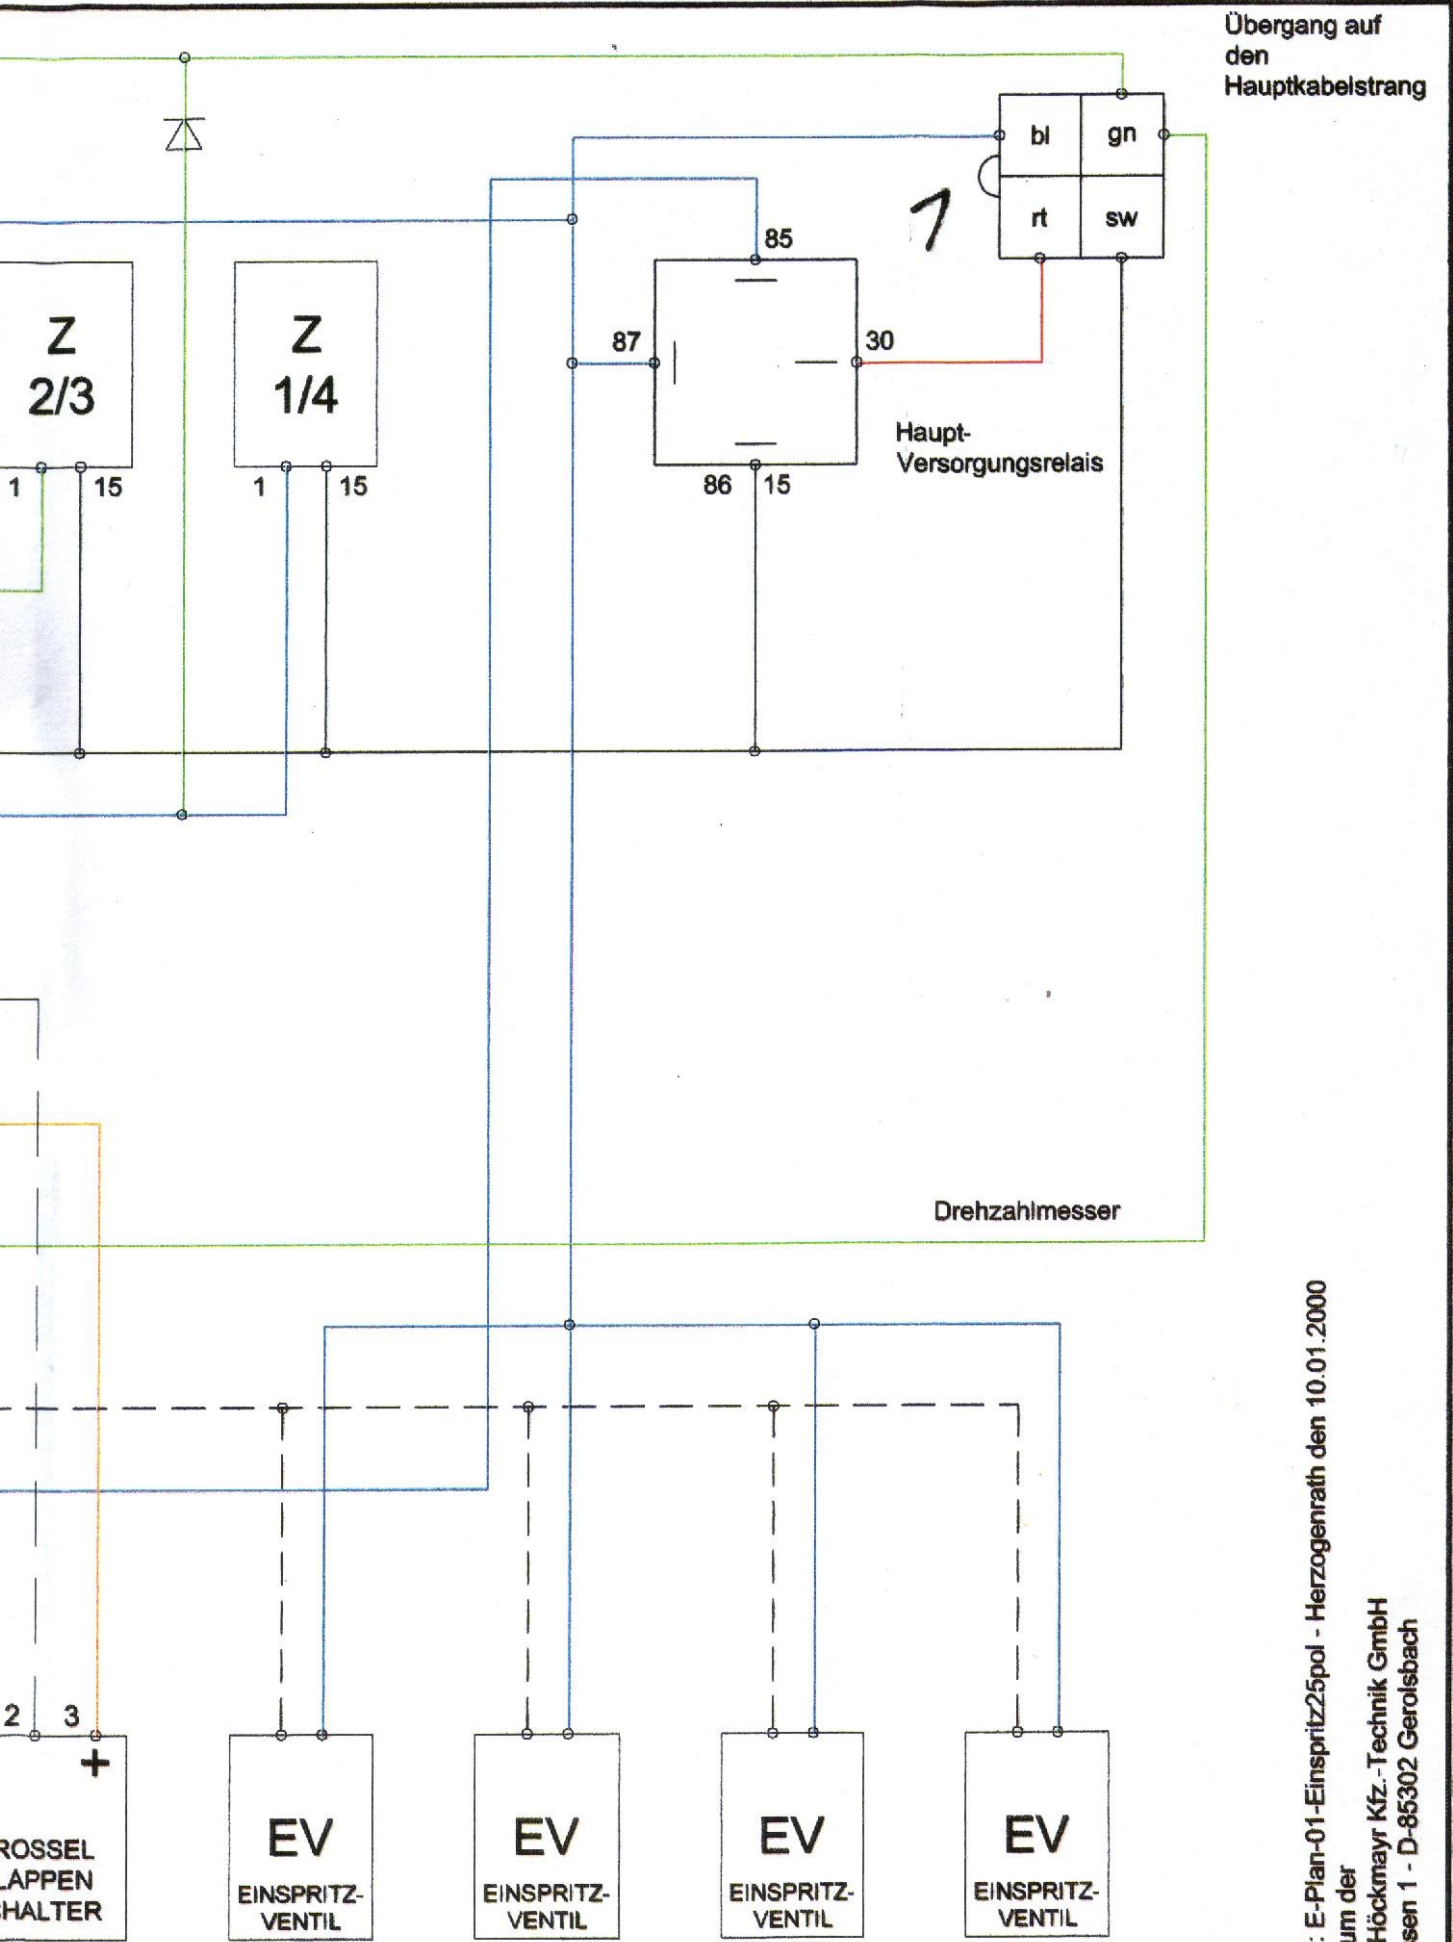 Übergang auf
den
Hauptkabelstrang
bl
gn
rt
sw
1
85
87
30
86
15
Haupt-
Versorgungsrelais
Z
2/3
1
15
Z
1/4
1
15
Drehzahlmesser
2
3
+
ROSSEL
LAPPEN
HALTER
EV
EINSPRITZ-
VENTIL
EV
EINSPRITZ-
VENTIL
EV
EINSPRITZ-
VENTIL
EV
EINSPRITZ-
VENTIL
: E-Plan-01-Einspritz25pol - Herzogenrath den 10.01.2000
um der
Höckmayr Kfz.-Technik GmbH
sen 1 - D-85302 Gerolsbach